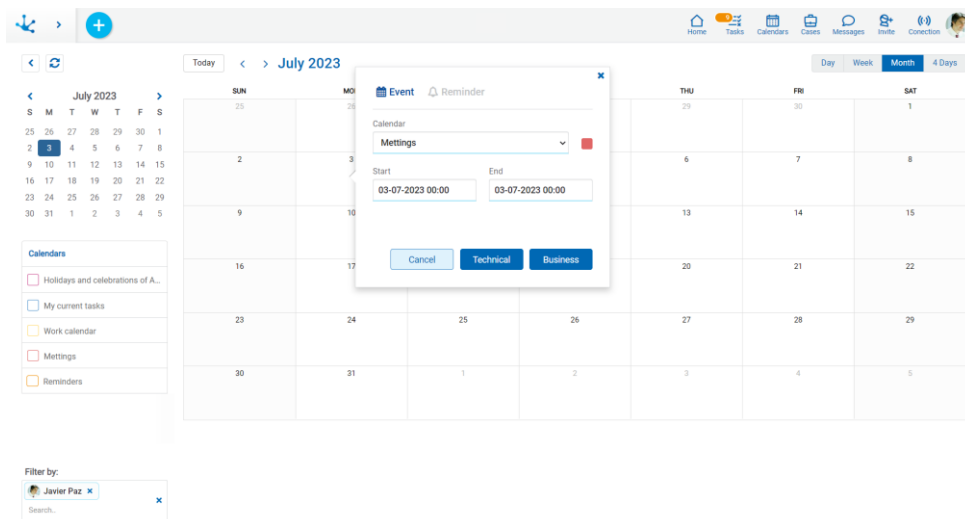 Home Tasks Calendars Cases Messages Invite Conection
Today July 2023 Day Week Month 4 Days
July 2023
S M T W T F S
25 26 27 28 29 30 1
2 3 4 5 6 7 8
9 10 11 12 13 14 15
16 17 18 19 20 21 22
23 24 25 26 27 28 29
30 31 1 2 3 4 5
Calendars
Holidays and celebrations of A...
My current tasks
Work calendar
Mettings
Reminders
Filter by:
Javier Paz
Search..
SUN THU FRI SAT
25 26 29 30 1
2 3 6 7 8
9 10 13 14 15
16 17 20 21 22
23 24 25 26 27 28 29
30 31 1 2 3 4 5
Event Reminder
Calendar
Mettings
Start End
03-07-2023 00:00 03-07-2023 00:00
Cancel Technical Business